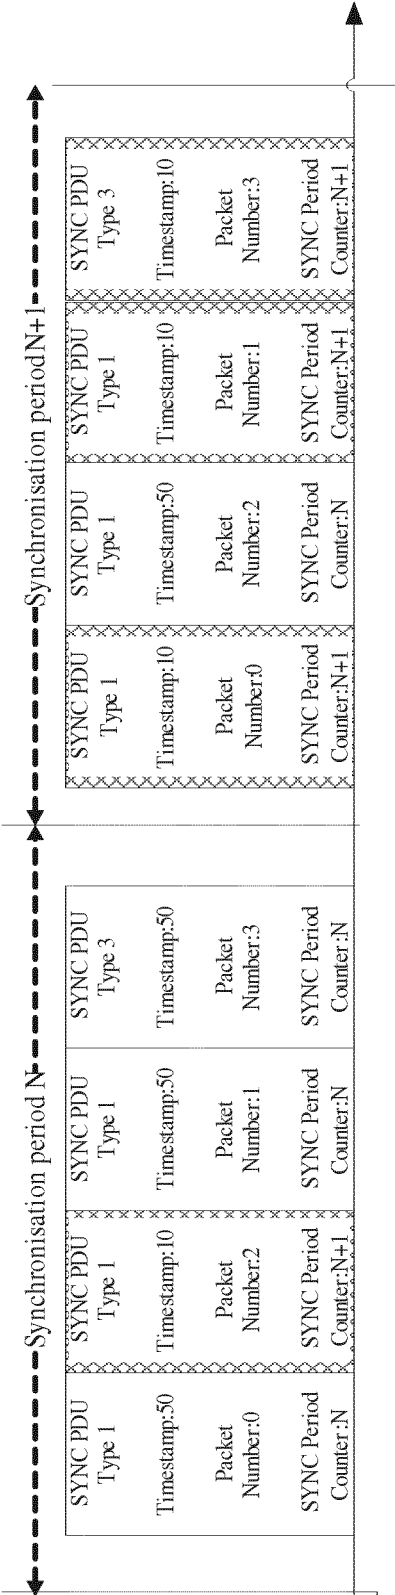 Synchronisation period N
SYNC PDU
Type 1
Timestamp:50
Packet
Number:0
SYNC Period
Counter:N
SYNC PDU
Type 1
Timestamp:10
Packet
Number:2
SYNC Period
Counter:N+1
SYNC PDU
Type 1
Timestamp:50
Packet
Number:1
SYNC Period
Counter:N
SYNC PDU
Type 3
Timestamp:50
Packet
Number:3
SYNC Period
Counter :N
Synchronisation period N+1
SYNC PDU
Type 1
Timestamp:10
Packet
Number:0
SYNC Period
Counter:N+1
SYNC PDU
Type 1
Timestamp:50
Packet
Number:2
SYNC Period
Counter:N
SYNC PDU
Type 1
Timestamp:10
Packet
Number:1
SYNC Period
Counter:N+1
SYNC PDU
Type 3
Timestamp:10
Packet
Number:3
SYNC Period
Counter:N+1